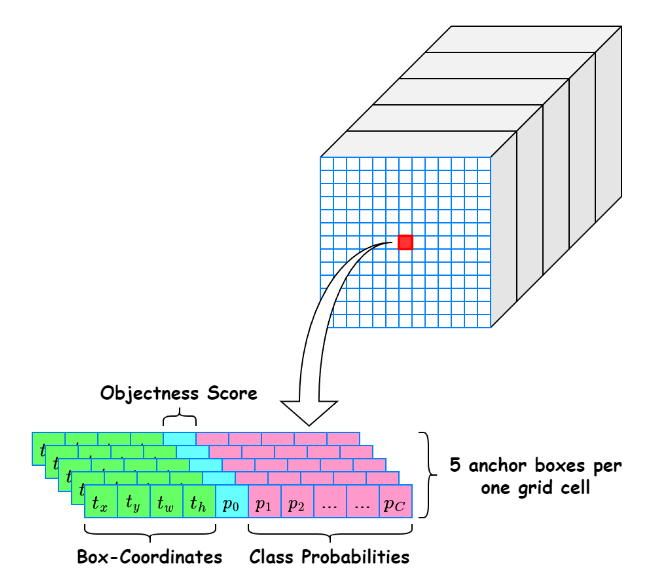 Objectness Score
t
t
t
t
t_x t_y t_w t_h p_0 p_1 p_2 ... ... p_C
5 anchor boxes per
one grid cell
Box-Coordinates
Class Probabilities